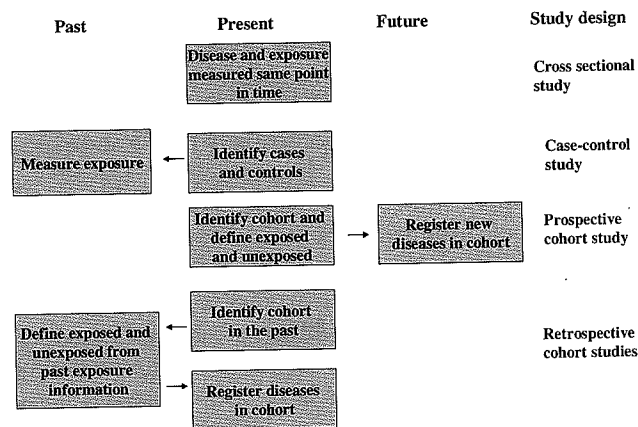 Past
Present
Future
Study design
Disease and exposure
measured same point
in time
Cross sectional
study
Measure exposure
Identify cases
and controls
Case-control
study
Identify cohort and
define exposed
and unexposed
Register new
diseases in cohort
Prospective
cohort study
Identify cohort
in the past
Define exposed and
unexposed from
past exposure
information
Retrospective
cohort studies
Register diseases
in cohort